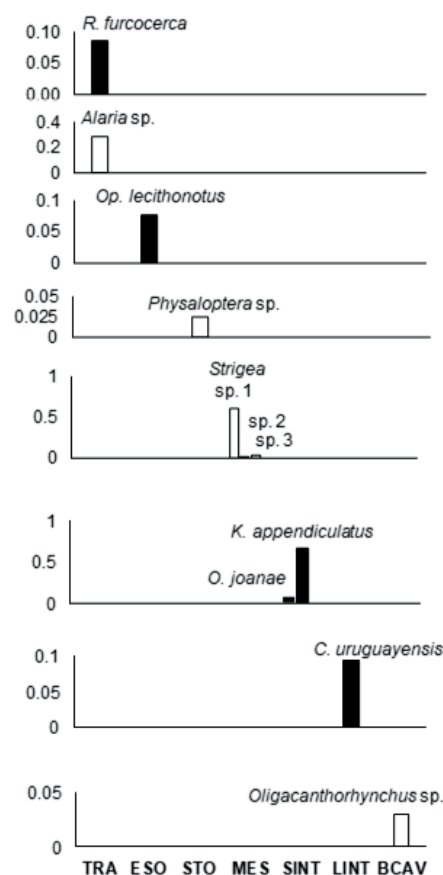 R. furcocerca
0.10
0.05
0.00
Alaria sp.
0.4
0.2
0
Op. lecithonotus
0.1
0.05
0
Physaloptera sp.
0.05
0.025
0
Strigea
sp. 1
sp. 2
sp. 3
1
0.5
0
K. appendiculatus
O. joanae
1
0.5
0
C. uruguayensis
0.1
0.05
0
Oligacanthorhynchus sp.
0.05
0
TRA ESO STO MES SINT LINT BCAV